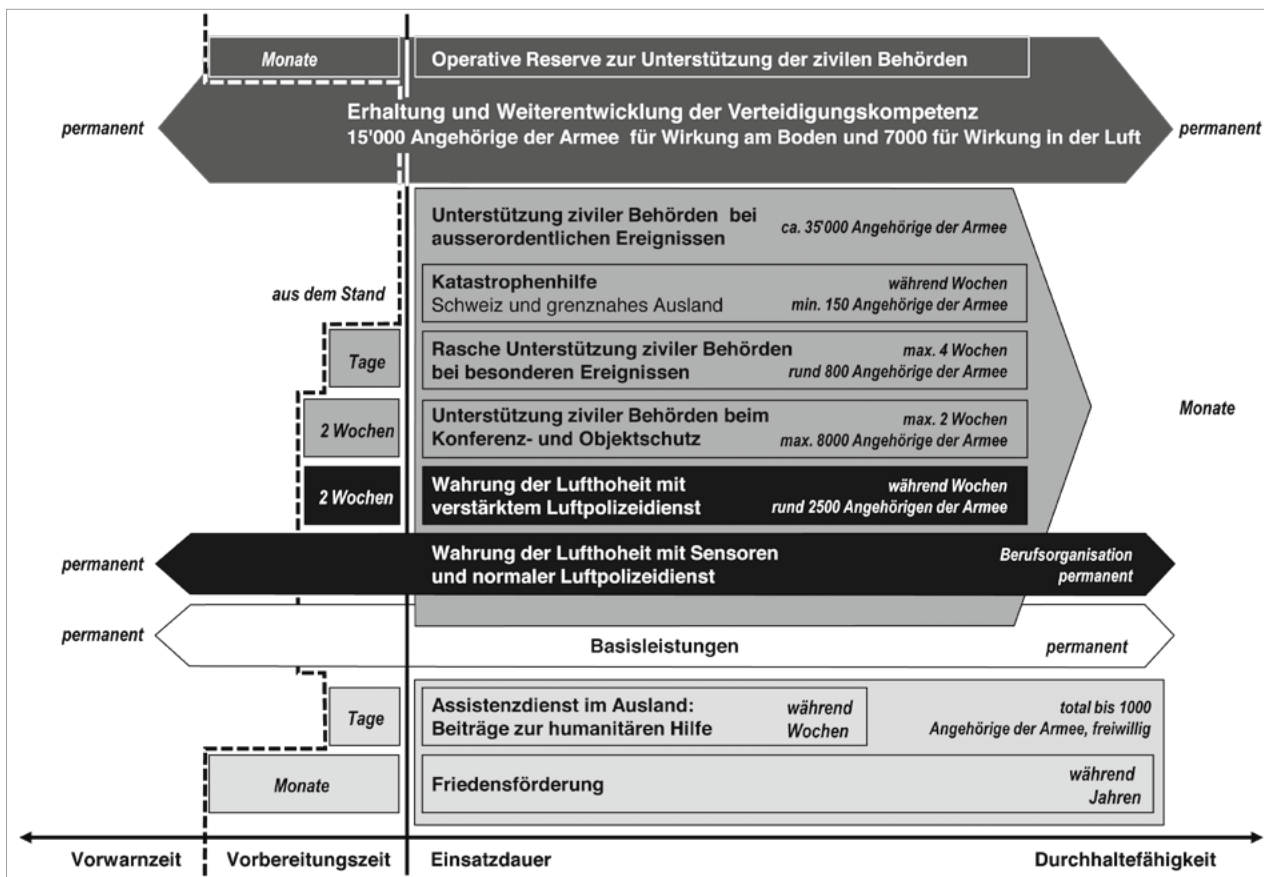 Monate
Operative Reserve zur Unterstützung der zivilen Behörden
permanent
Erhaltung und Weiterentwicklung der Verteidigungskompetenz
15'000 Angehörige der Armee für Wirkung am Boden und 7000 für Wirkung in der Luft
permanent
Unterstützung ziviler Behörden bei
ausserordentlichen Ereignissen
ca. 35'000 Angehörige der Armee
aus dem Stand
Katastrophenhilfe
Schweiz und grenznahes Ausland
während Wochen
min. 150 Angehörige der Armee
Tage
Rasche Unterstützung ziviler Behörden
bei besonderen Ereignissen
max. 4 Wochen
rund 800 Angehörige der Armee
2 Wochen
Unterstützung ziviler Behörden beim
Konferenz- und Objektschutz
max. 2 Wochen
max. 8000 Angehörige der Armee
Monate
2 Wochen
Wahrung der Lufthoheit mit
verstärktem Luftpolizeidienst
während Wochen
rund 2500 Angehörigen der Armee
permanent
Wahrung der Lufthoheit mit Sensoren
und normaler Luftpolizeidienst
Berufsorganisation
permanent
permanent
Basisleistungen
permanent
Tage
Assistenzdienst im Ausland:
Beiträge zur humanitären Hilfe
während
Wochen
total bis 1000
Angehörige der Armee, freiwillig
Monate
Friedensförderung
während
Jahren
Vorwarnzeit
Vorbereitungszeit
Einsatzdauer
Durchhaltefähigkeit